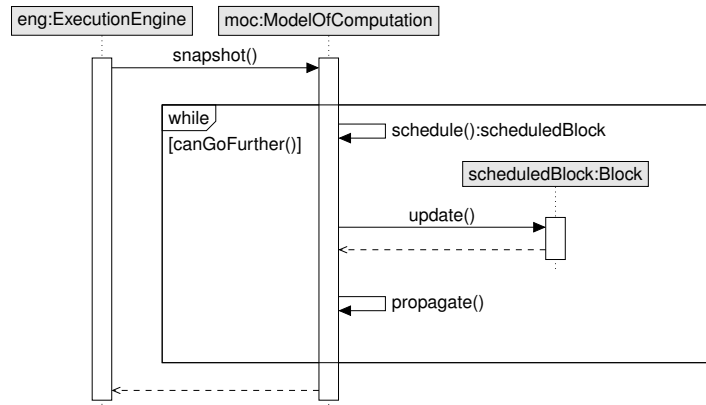 eng:ExecutionEngine
moc:ModelOfComputation
snapshot()
while
[canGoFurther()]
schedule():scheduledBlock
scheduledBlock:Block
update()
propagate()